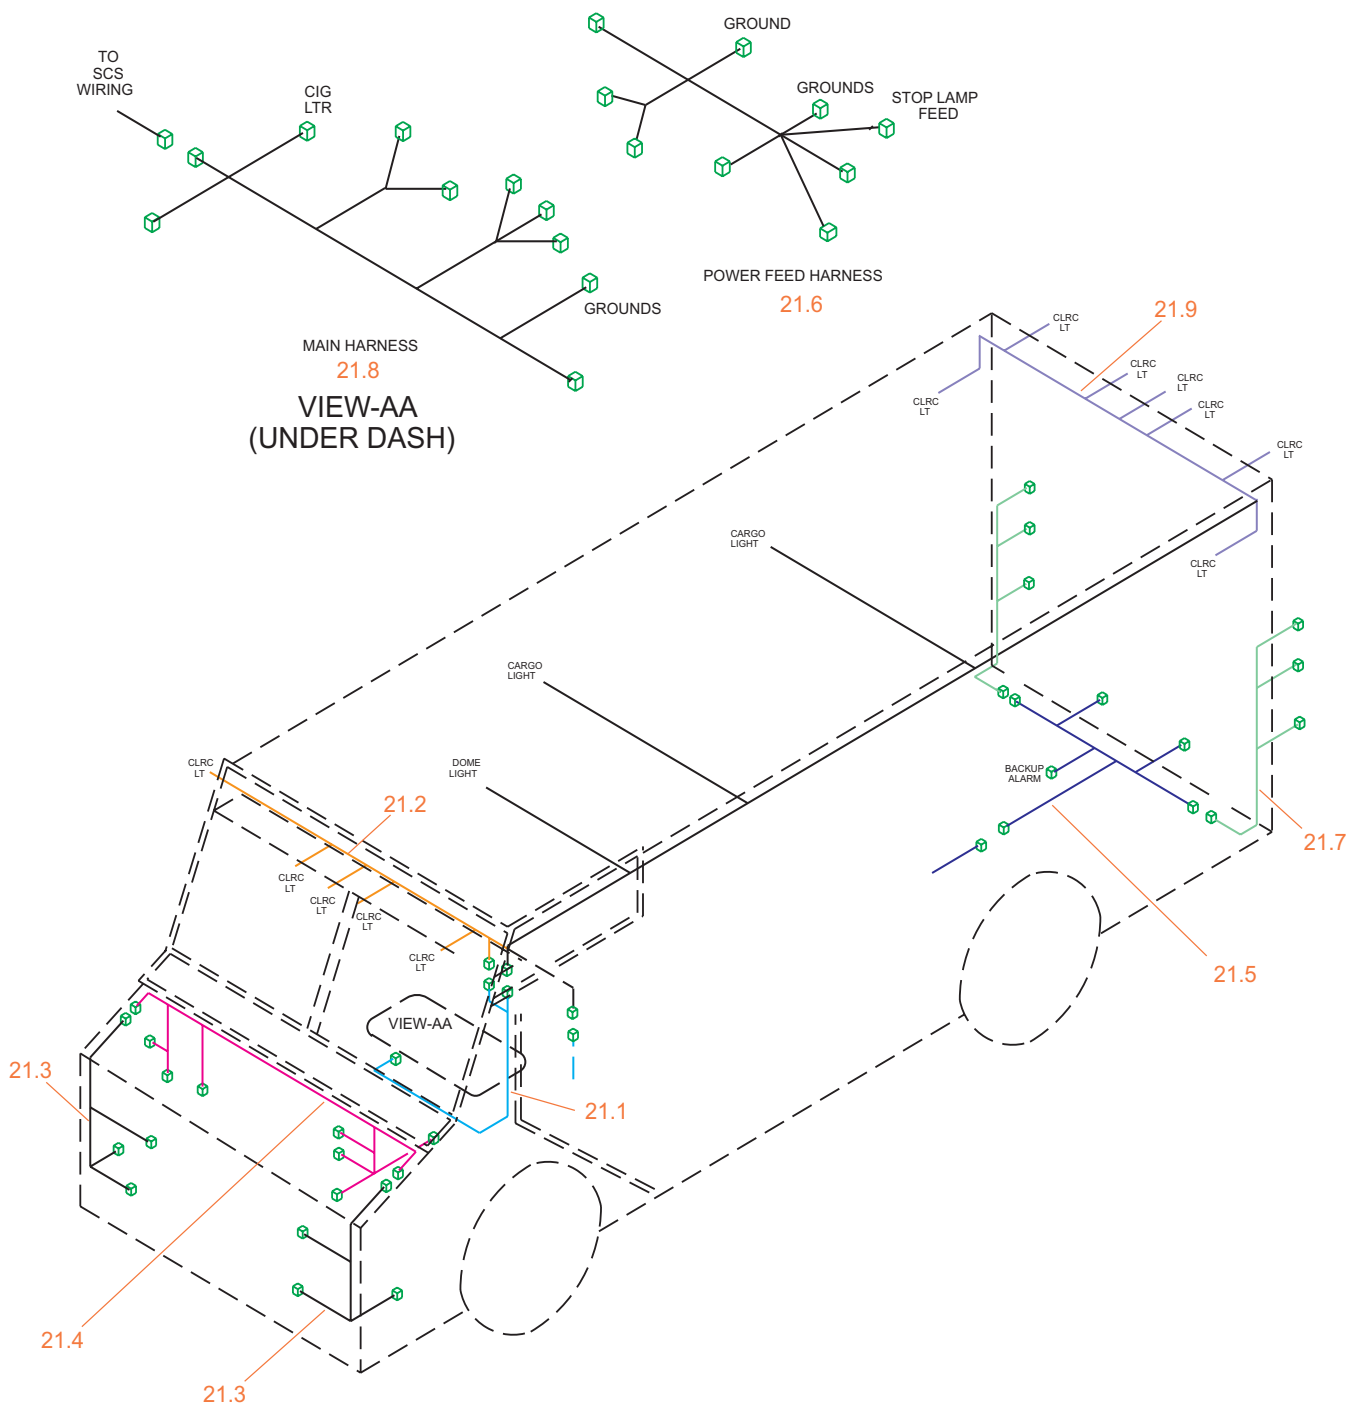 GROUND
TO
SCS
WIRING
CIG
LTR
GROUNDS
STOP LAMP
FEED
POWER FEED HARNESS
21.6
GROUNDS
MAIN HARNESS
21.8
VIEW-AA
(UNDER DASH)
21.9
CLRC
LT
CLRC
LT
CLRC
LT
CLRC
LT
CLRC
LT
CLRC
LT
CLRC
LT
CARGO
LIGHT
CARGO
LIGHT
DOME
LIGHT
CLRC
LT
BACKUP
ALARM
21.2
21.7
CLRC
LT
CLRC
LT
CLRC
LT
CLRC
LT
21.5
VIEW-AA
21.3
21.1
21.4
21.3